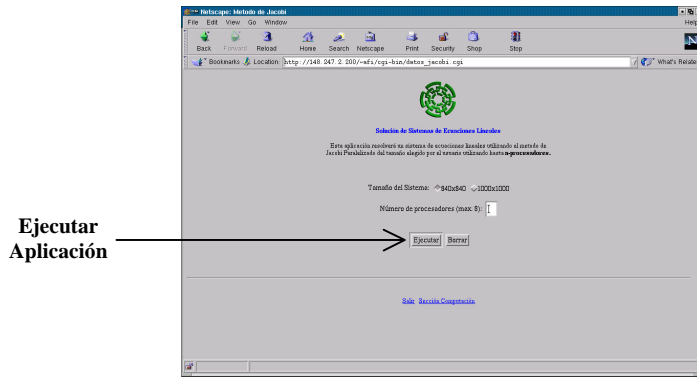 Netscape: Metodo de Jacobi
File Edit View Go Window Help
Back Forward Reload Home Search Netscape Print Security Shop Stop
Bookmarks Location: http://148.247.2.200/~afi/cgi-bin/datos_jacobi.cgi What's Relate
Solución de Sistemas de Ecuaciones Lineales
Esta aplicación resolverá un sistema de ecuaciones lineales utilizando el metodo de
Jacobi Paralelizado del tamaño elegido por el usuario utilizando hasta n-procesadores.
Tamaño del Sistema: 840x840 1000x1000
Número de procesadores (max. 8):
Ejecutar
Aplicación
Ejecutar Borrar
Salir Sección Computación